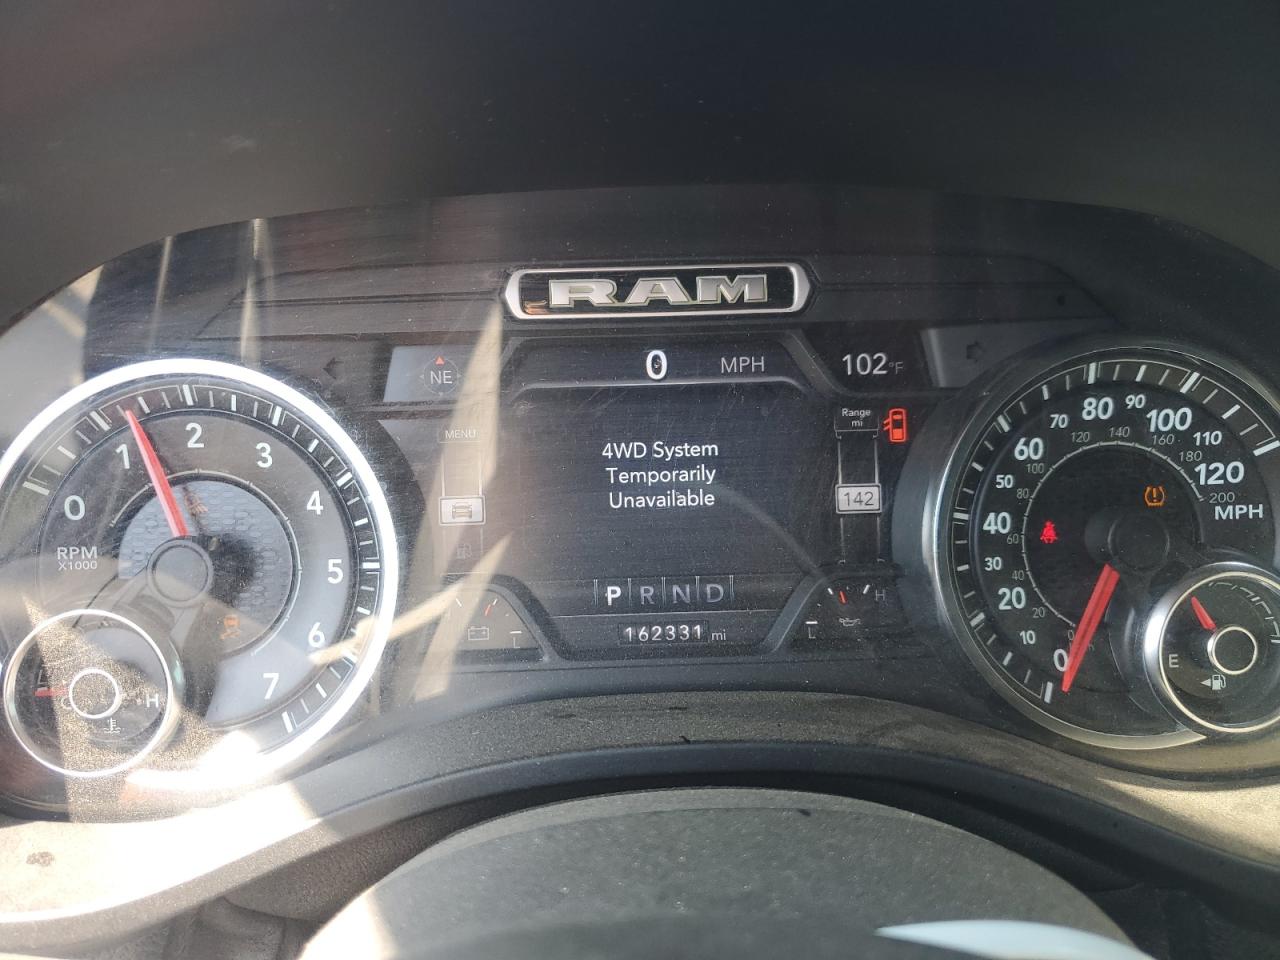 RAM
NE
0 MPH
102°F
MENU
4WD System
Temporarily
Unavailable
Range
mi
142
P R N D
162331 mi
L
L H
0 1 2 3 4 5 6 7
RPM
X1000
C H
0 10 20 30 40 50 60 70 80 90 100 110 120
MPH
0 20 40 60 80 100 120 140 160 180 200
E